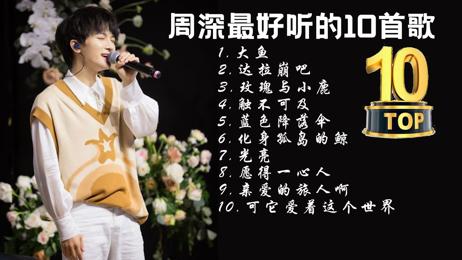 周深最好听的10首歌
1. 大鱼
2. 达拉崩吧
3. 玫瑰与小鹿
4. 触不可及
5. 蓝色降落伞
6. 化身孤岛的鲸
7. 光亮
8. 愿得一心人
9. 亲爱的旅人啊
10. 可它爱着这个世界
10
TOP